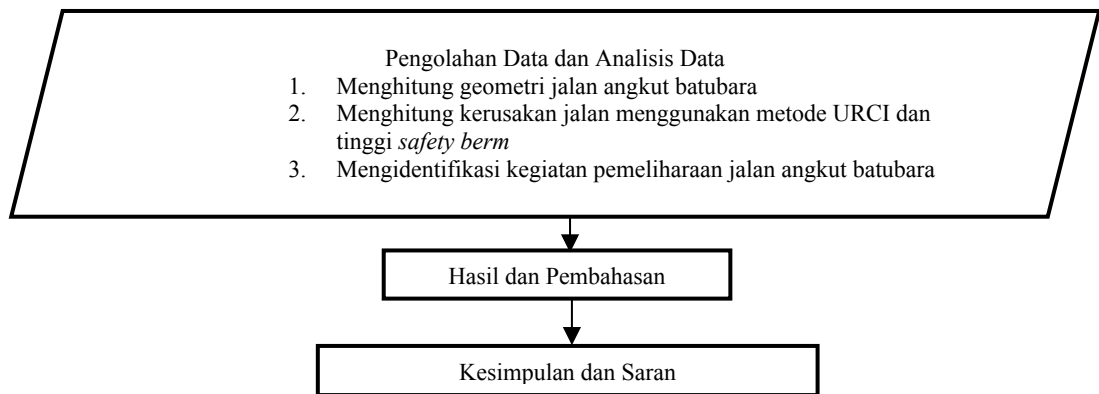 Pengolahan Data dan Analisis Data
1. Menghitung geometri jalan angkut batubara
2. Menghitung kerusakan jalan menggunakan metode URCI dan
tinggi safety berm
3. Mengidentifikasi kegiatan pemeliharaan jalan angkut batubara
Hasil dan Pembahasan
Kesimpulan dan Saran